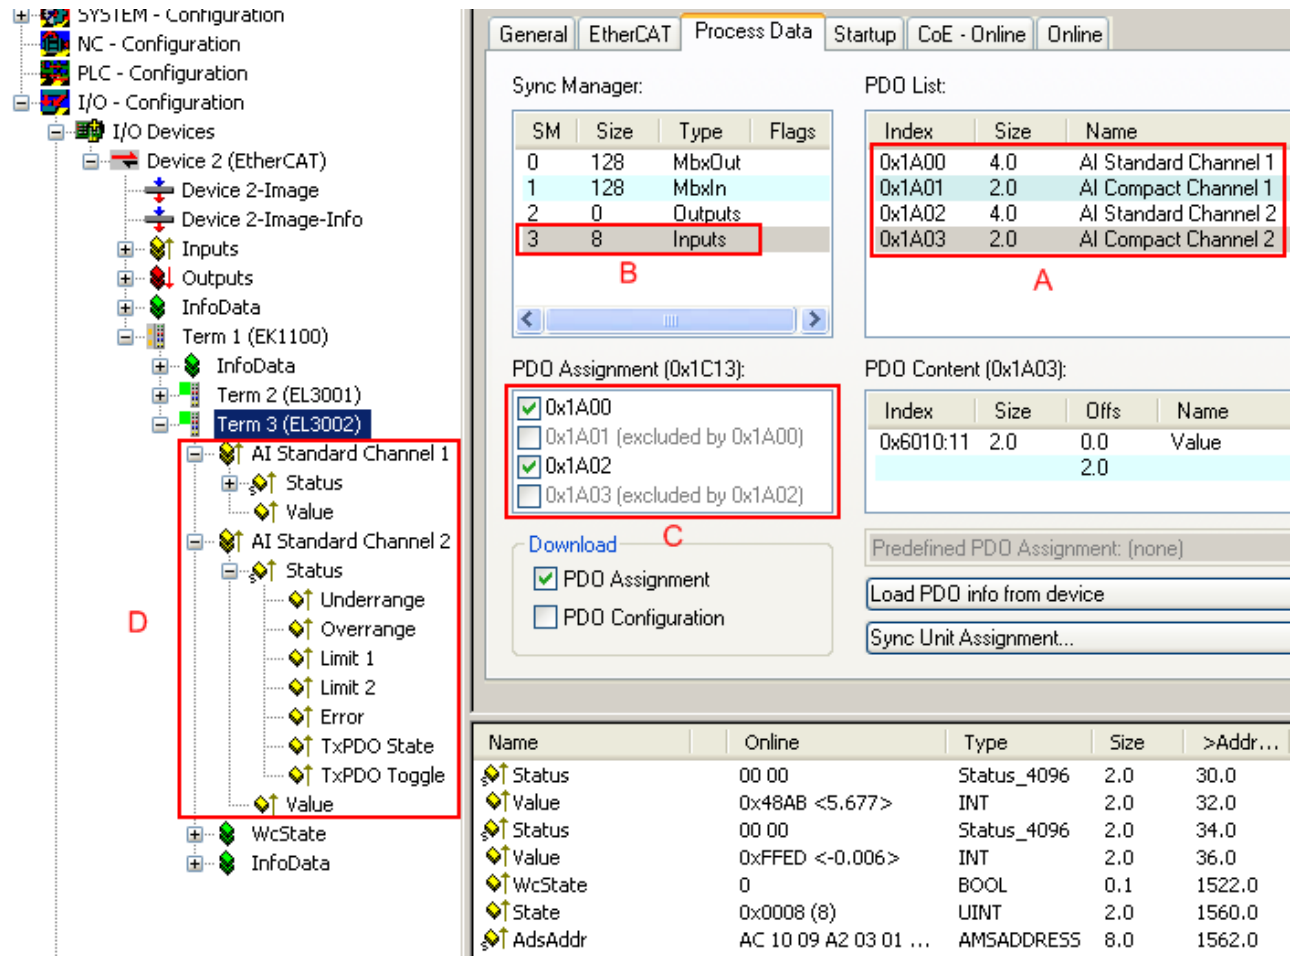 SYSTEM - Configuration
NC - Configuration
PLC - Configuration
I/O - Configuration
I/O Devices
Device 2 (EtherCAT)
Device 2-Image
Device 2-Image-Info
Inputs
Outputs
InfoData
Term 1 (EK1100)
InfoData
Term 2 (EL3001)
Term 3 (EL3002)
AI Standard Channel 1
Status
Value
AI Standard Channel 2
Status
Underrange
Overrange
Limit 1
Limit 2
Error
TxPDO State
TxPDO Toggle
Value
WcState
InfoData
D
General EtherCAT Process Data Startup CoE - Online Online
Sync Manager:
SM Size Type Flags
0 128 MbxOut
1 128 MbxIn
2 0 Outputs
3 8 Inputs
B
PDO List:
Index Size Name
0x1A00 4.0 AI Standard Channel 1
0x1A01 2.0 AI Compact Channel 1
0x1A02 4.0 AI Standard Channel 2
0x1A03 2.0 AI Compact Channel 2
A
PDO Assignment (0x1C13):
0x1A00
0x1A01 (excluded by 0x1A00)
0x1A02
0x1A03 (excluded by 0x1A02)
C
PDO Content (0x1A03):
Index Size Offs Name
0x6010:11 2.0 0.0 Value
2.0
Download
PDO Assignment
PDO Configuration
Predefined PDO Assignment: (none)
Load PDO info from device
Sync Unit Assignment...
Name Online Type Size >Addr...
Status 00 00 Status_4096 2.0 30.0
Value 0x48AB <5.677> INT 2.0 32.0
Status 00 00 Status_4096 2.0 34.0
Value 0xFFED <-0.006> INT 2.0 36.0
WcState 0 BOOL 0.1 1522.0
State 0x0008 (8) UINT 2.0 1560.0
AdsAddr AC 10 09 A2 03 01 ... AMSADDRESS 8.0 1562.0